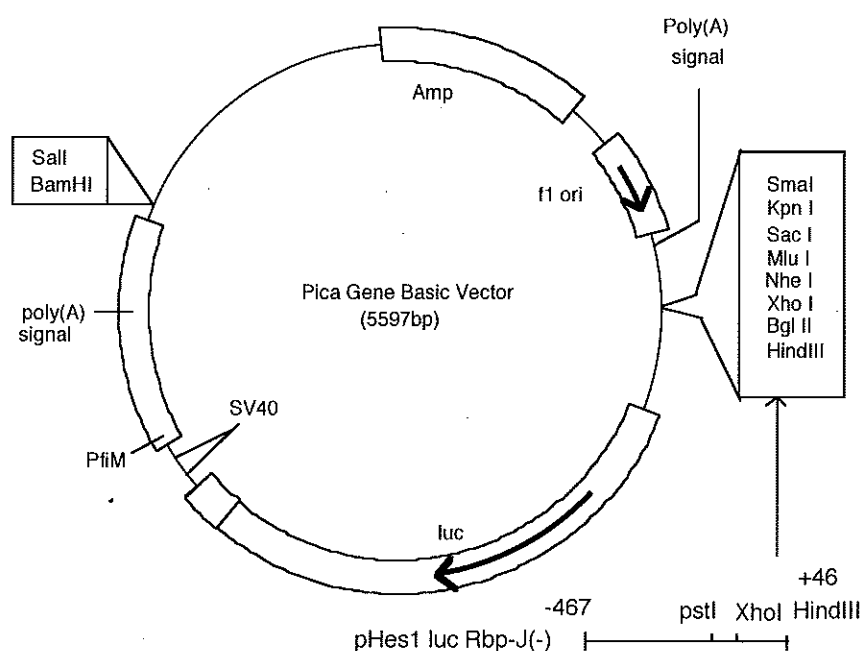 Poly(A)
signal
Amp
SalI
BamHI
f1 ori
SmaI
Kpn I
Sac I
Mlu I
Nhe I
Xho I
Bgl II
HindIII
Pica Gene Basic Vector
(5597bp)
poly(A)
signal
SV40
PfiM
luc
-467
pstI
XhoI
+46
HindIII
pHes1 luc Rbp-J(-)